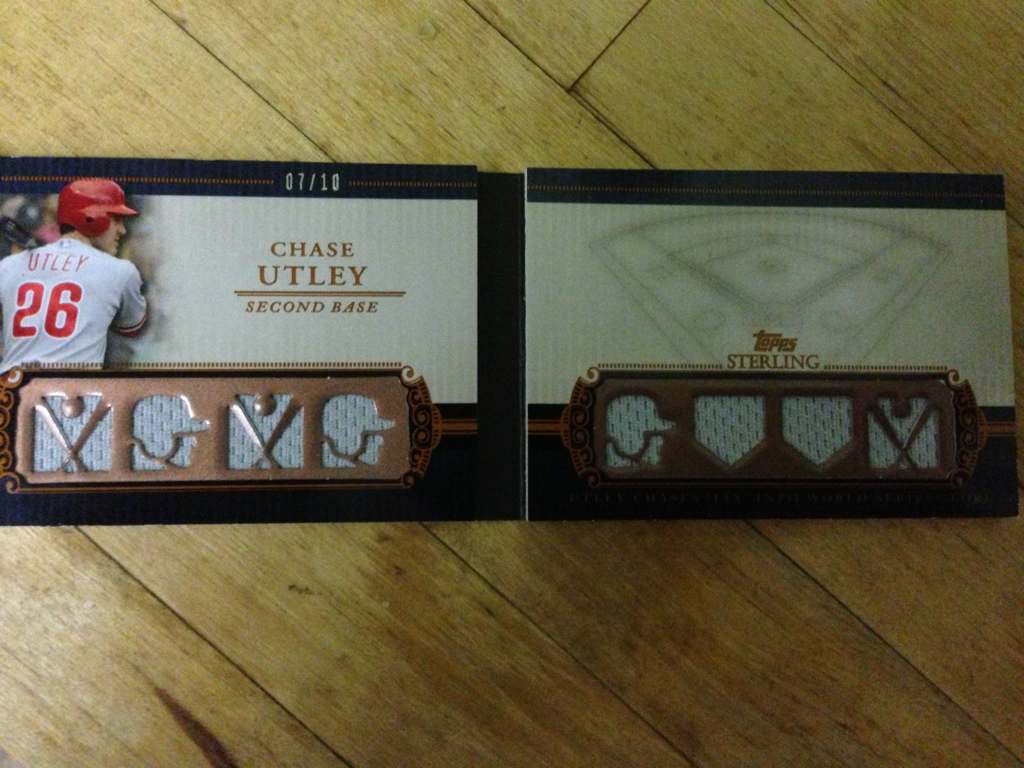 07/10
UTLEY
26
CHASE
UTLEY
SECOND BASE
Topps
STERLING